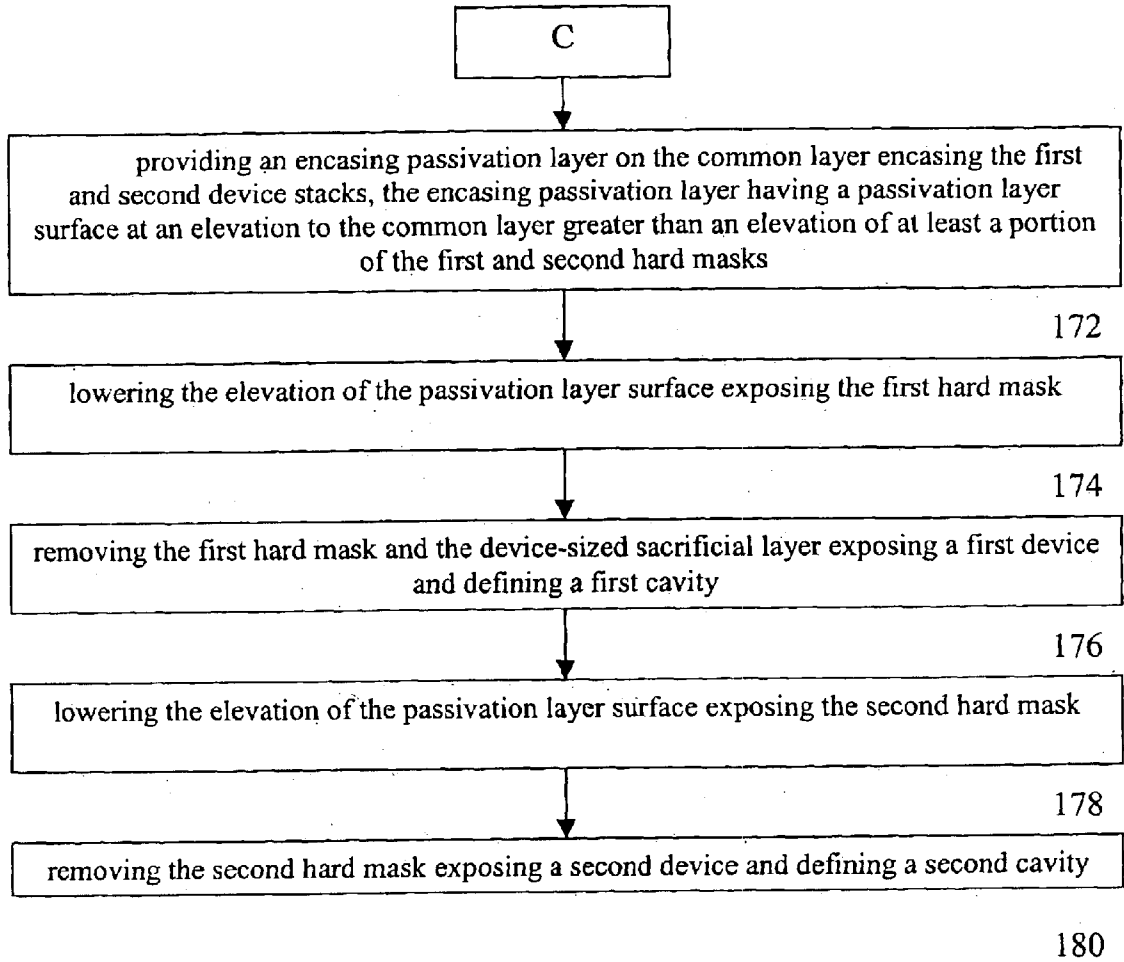 C
providing an encasing passivation layer on the common layer encasing the first
and second device stacks, the encasing passivation layer having a passivation layer
surface at an elevation to the common layer greater than an elevation of at least a portion
of the first and second hard masks
172
lowering the elevation of the passivation layer surface exposing the first hard mask
174
removing the first hard mask and the device-sized sacrificial layer exposing a first device
and defining a first cavity
176
lowering the elevation of the passivation layer surface exposing the second hard mask
178
removing the second hard mask exposing a second device and defining a second cavity
180